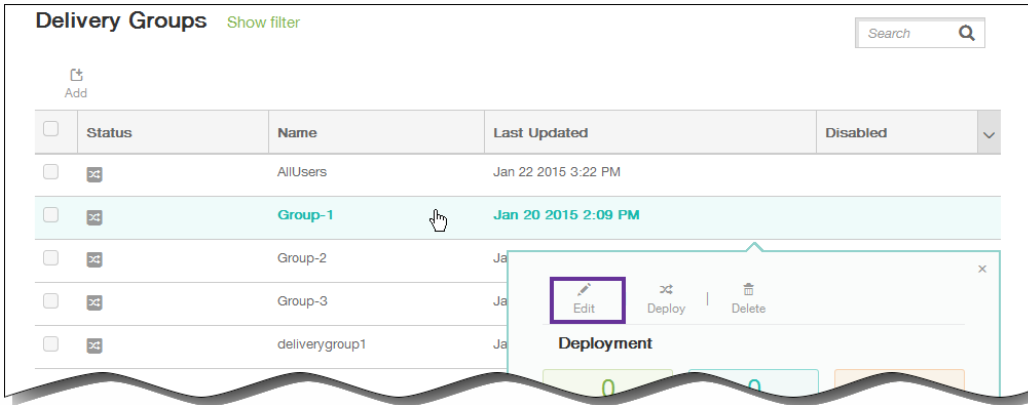 Delivery Groups Show filter
Search
Add
Status Name Last Updated Disabled
AllUsers Jan 22 2015 3:22 PM
Group-1 Jan 20 2015 2:09 PM
Group-2 Ja
Group-3 Ja
deliverygroup1 Ja
Edit Deploy Delete
Deployment
0 0